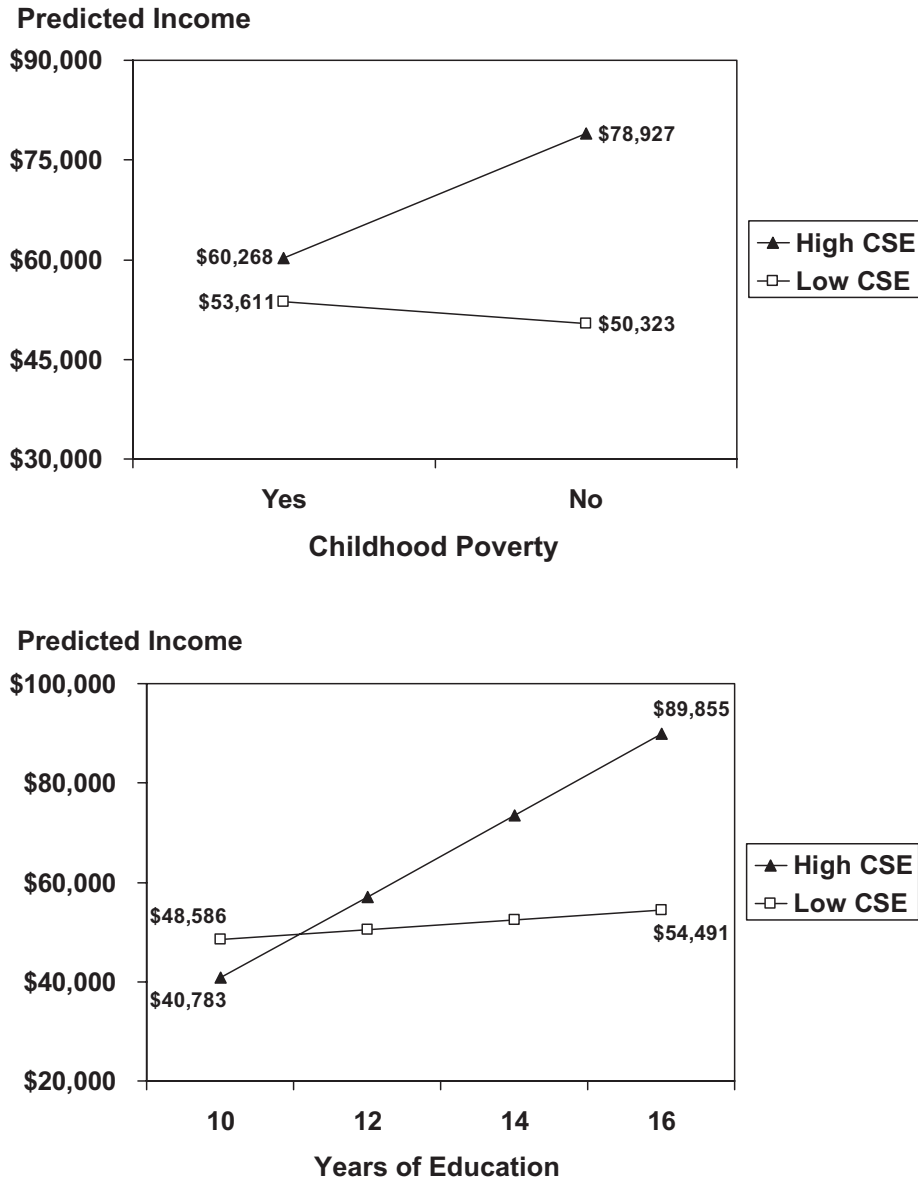 Predicted Income
$90,000
$75,000
$60,000
$45,000
$30,000
$60,268
$53,611
$78,927
$50,323
High CSE
Low CSE
Yes No
Childhood Poverty
Predicted Income
$100,000
$80,000
$60,000
$40,000
$20,000
$48,586
$40,783
$89,855
$54,491
High CSE
Low CSE
10 12 14 16
Years of Education